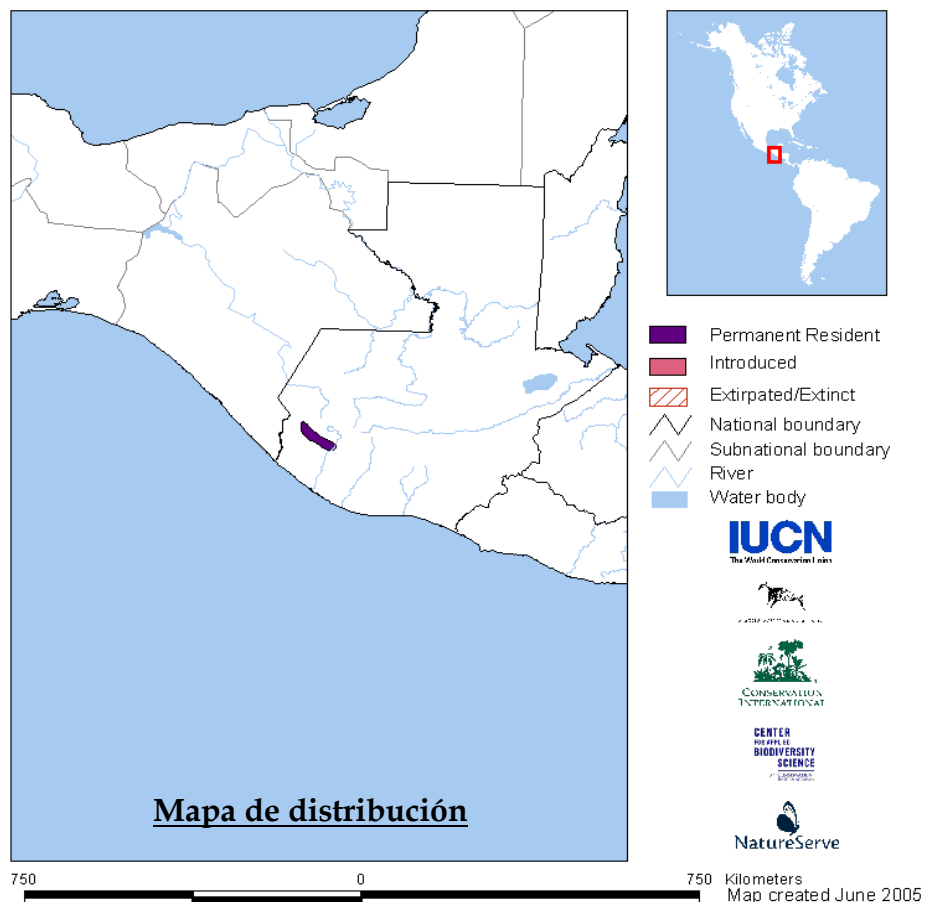 Permanent Resident
Introduced
Extirpated/Extinct
National boundary
Subnational boundary
River
Water body
IUCN
The World Conservation Union
CONSERVATION
INTERNATIONAL
CENTER
FOR APPLIED
BIODIVERSITY
SCIENCE
NatureServe
Mapa de distribución
750 0 750 Kilometers
Map created June 2005